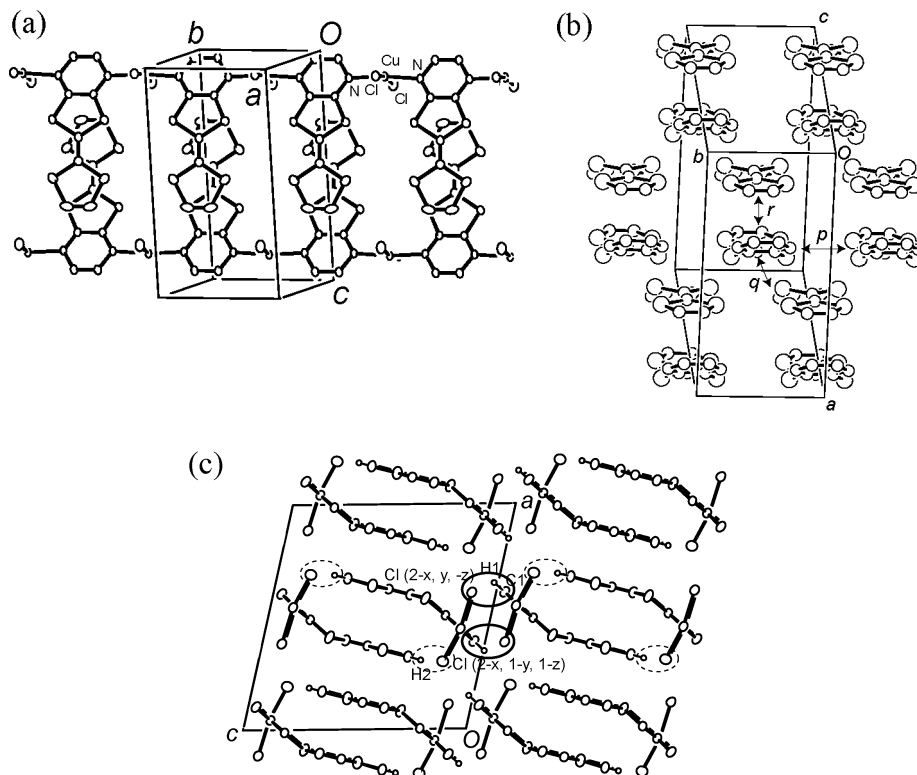 (a)
b
O
a
Cu
N
N
Cl
Cl
c
(b)
c
b
O
r
p
q
a
(c)
a
Cl (2-x, y, -z)
H1
C1
Cl (2-x, 1-y, 1-z)
H2
c
O